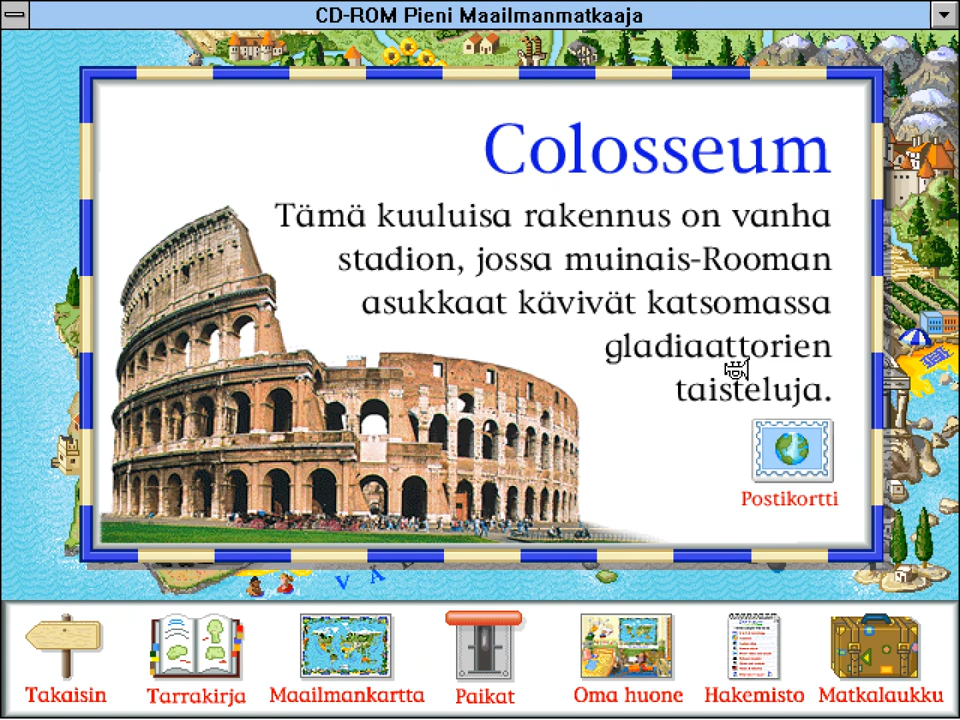 CD-ROM Pieni Maailmanmatkaaja
Colosseum
Tämä kuuluisa rakennus on vanha
stadion, jossa muinais-Rooman
asukkaat kävivät katsomassa
gladiaattorien
taisteluja.
Postikortti
V Ä
Takaisin
Tarrakirja
Maailmankartta
Paikat
Oma huone
Hakemisto
Matkalaukku